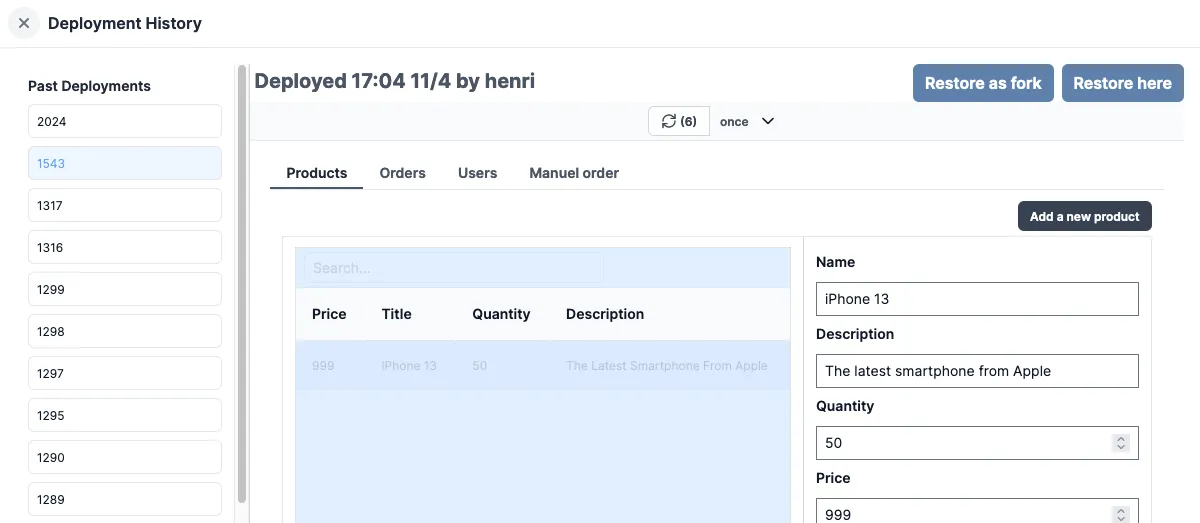 Deployment History
Past Deployments
2024
1543
1317
1316
1299
1298
1297
1295
1290
1289
Deployed 17:04 11/4 by henri
Restore as fork
Restore here
(6)
once
Products Orders Users Manuel order
Add a new product
Search...
Price Title Quantity Description
999 iPhone 13 50 The Latest Smartphone From Apple
Name
iPhone 13
Description
The latest smartphone from Apple
Quantity
50
Price
999